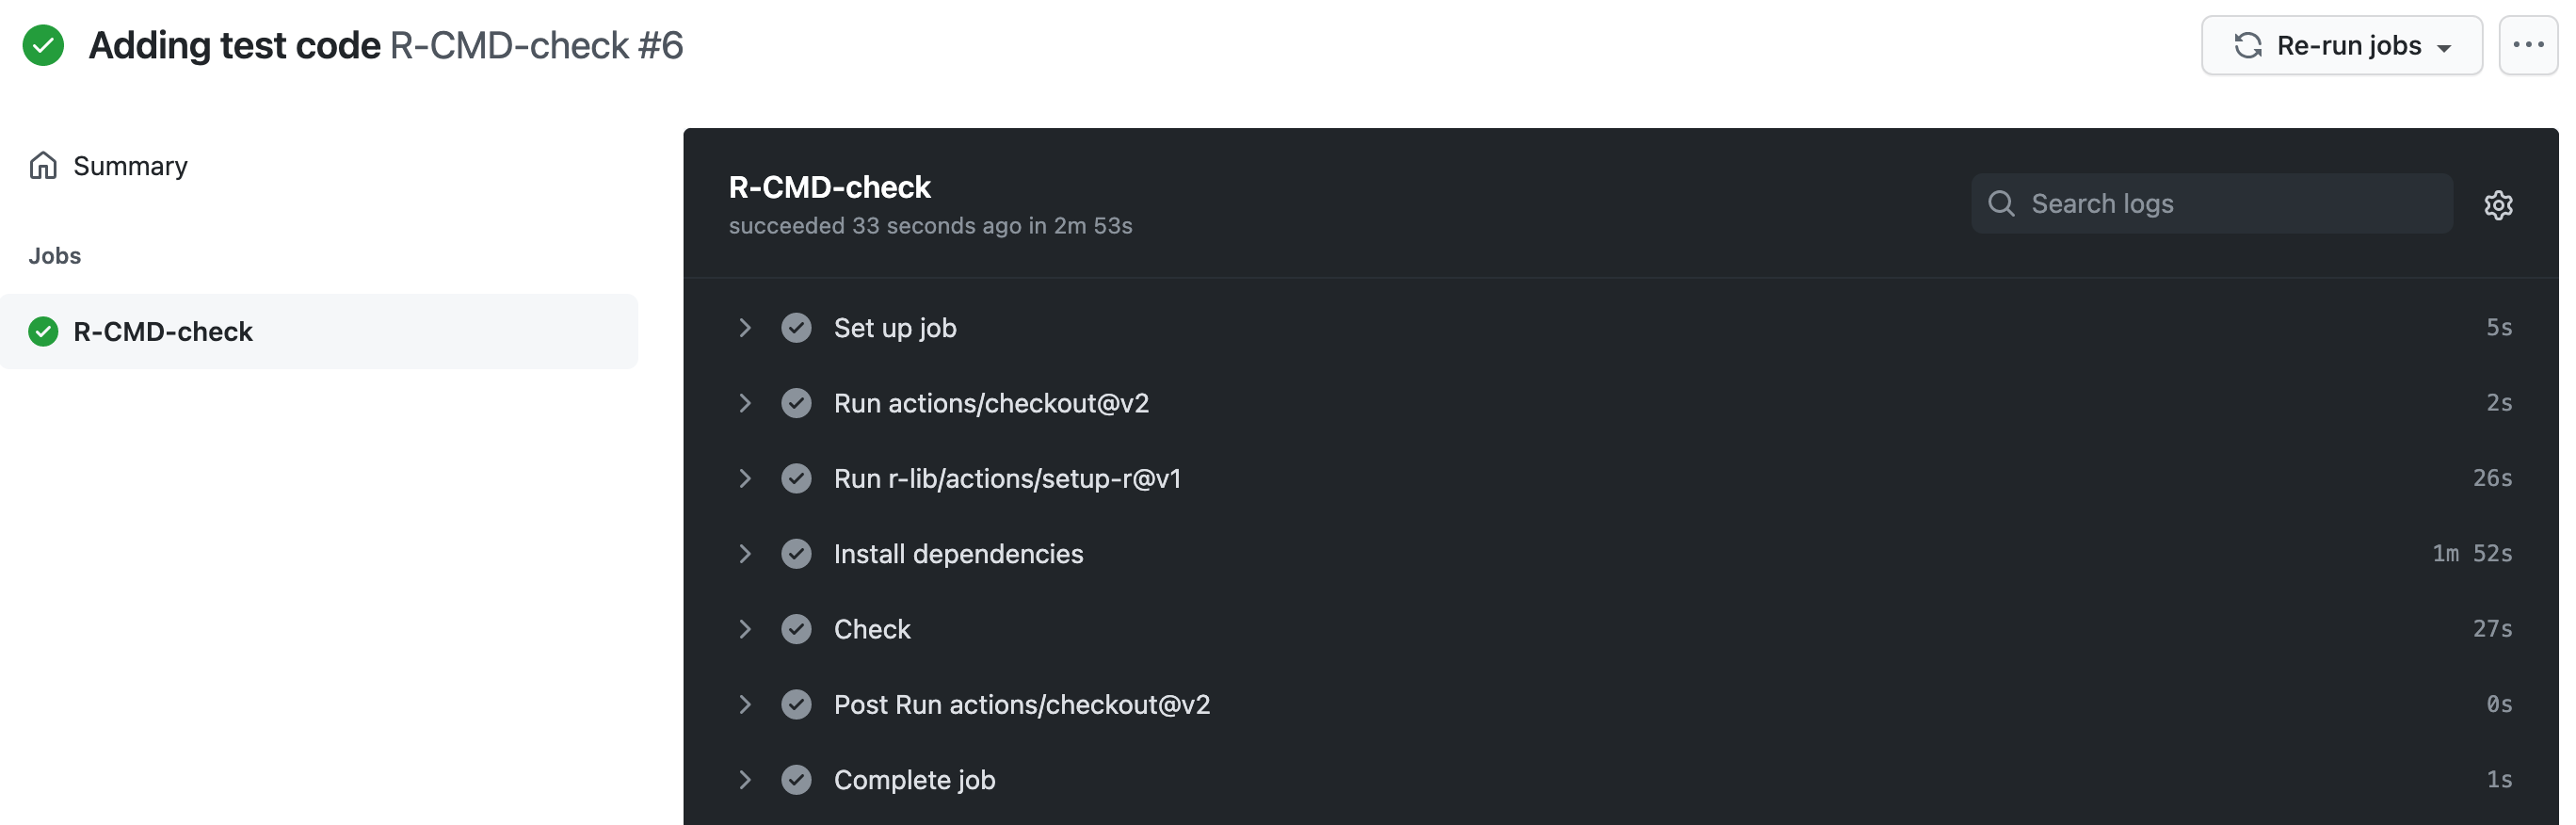 Adding test code R-CMD-check #6
Re-run jobs
Summary
Jobs
R-CMD-check
R-CMD-check
succeeded 33 seconds ago in 2m 53s
Search logs
Set up job 5s
Run actions/checkout@v2 2s
Run r-lib/actions/setup-r@v1 26s
Install dependencies 1m 52s
Check 27s
Post Run actions/checkout@v2 0s
Complete job 1s